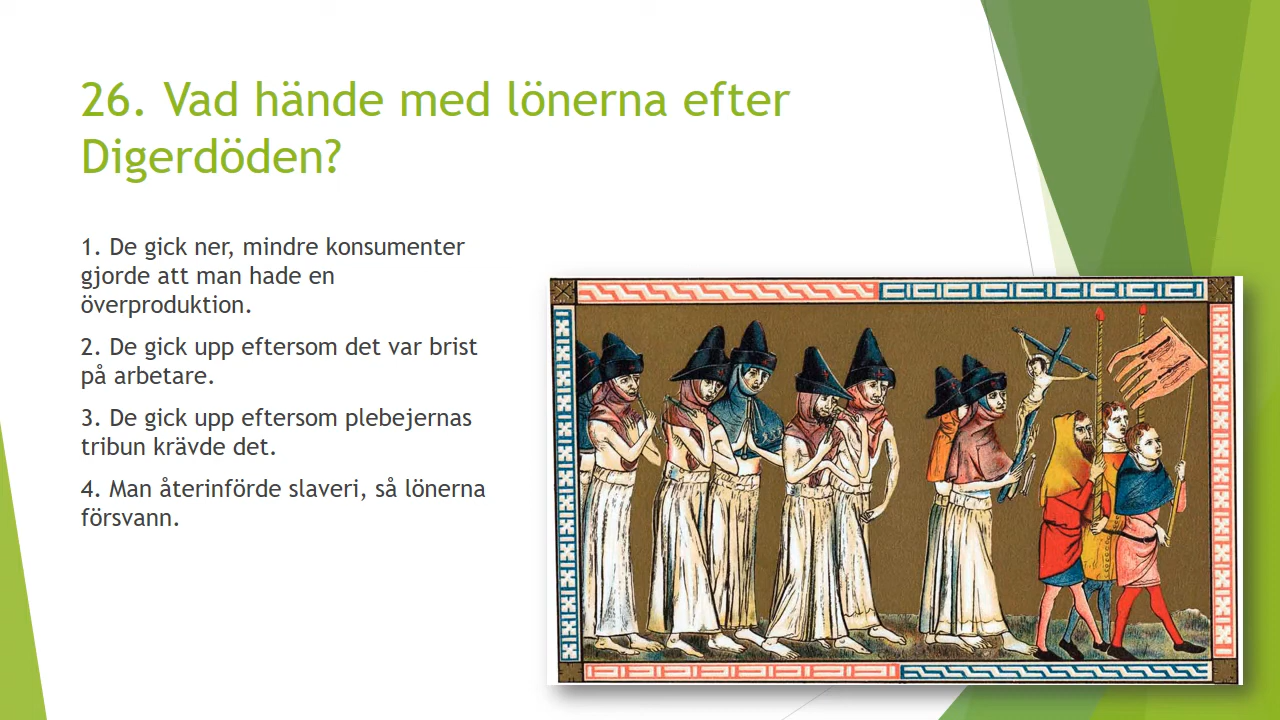 26. Vad hände med lönerna efter
Digerdöden?
1. De gick ner, mindre konsumenter
gjorde att man hade en
överproduktion.
2. De gick upp eftersom det var brist
på arbetare.
3. De gick upp eftersom plebejernas
tribun krävde det.
4. Man återinförde slaveri, så lönerna
försvann.